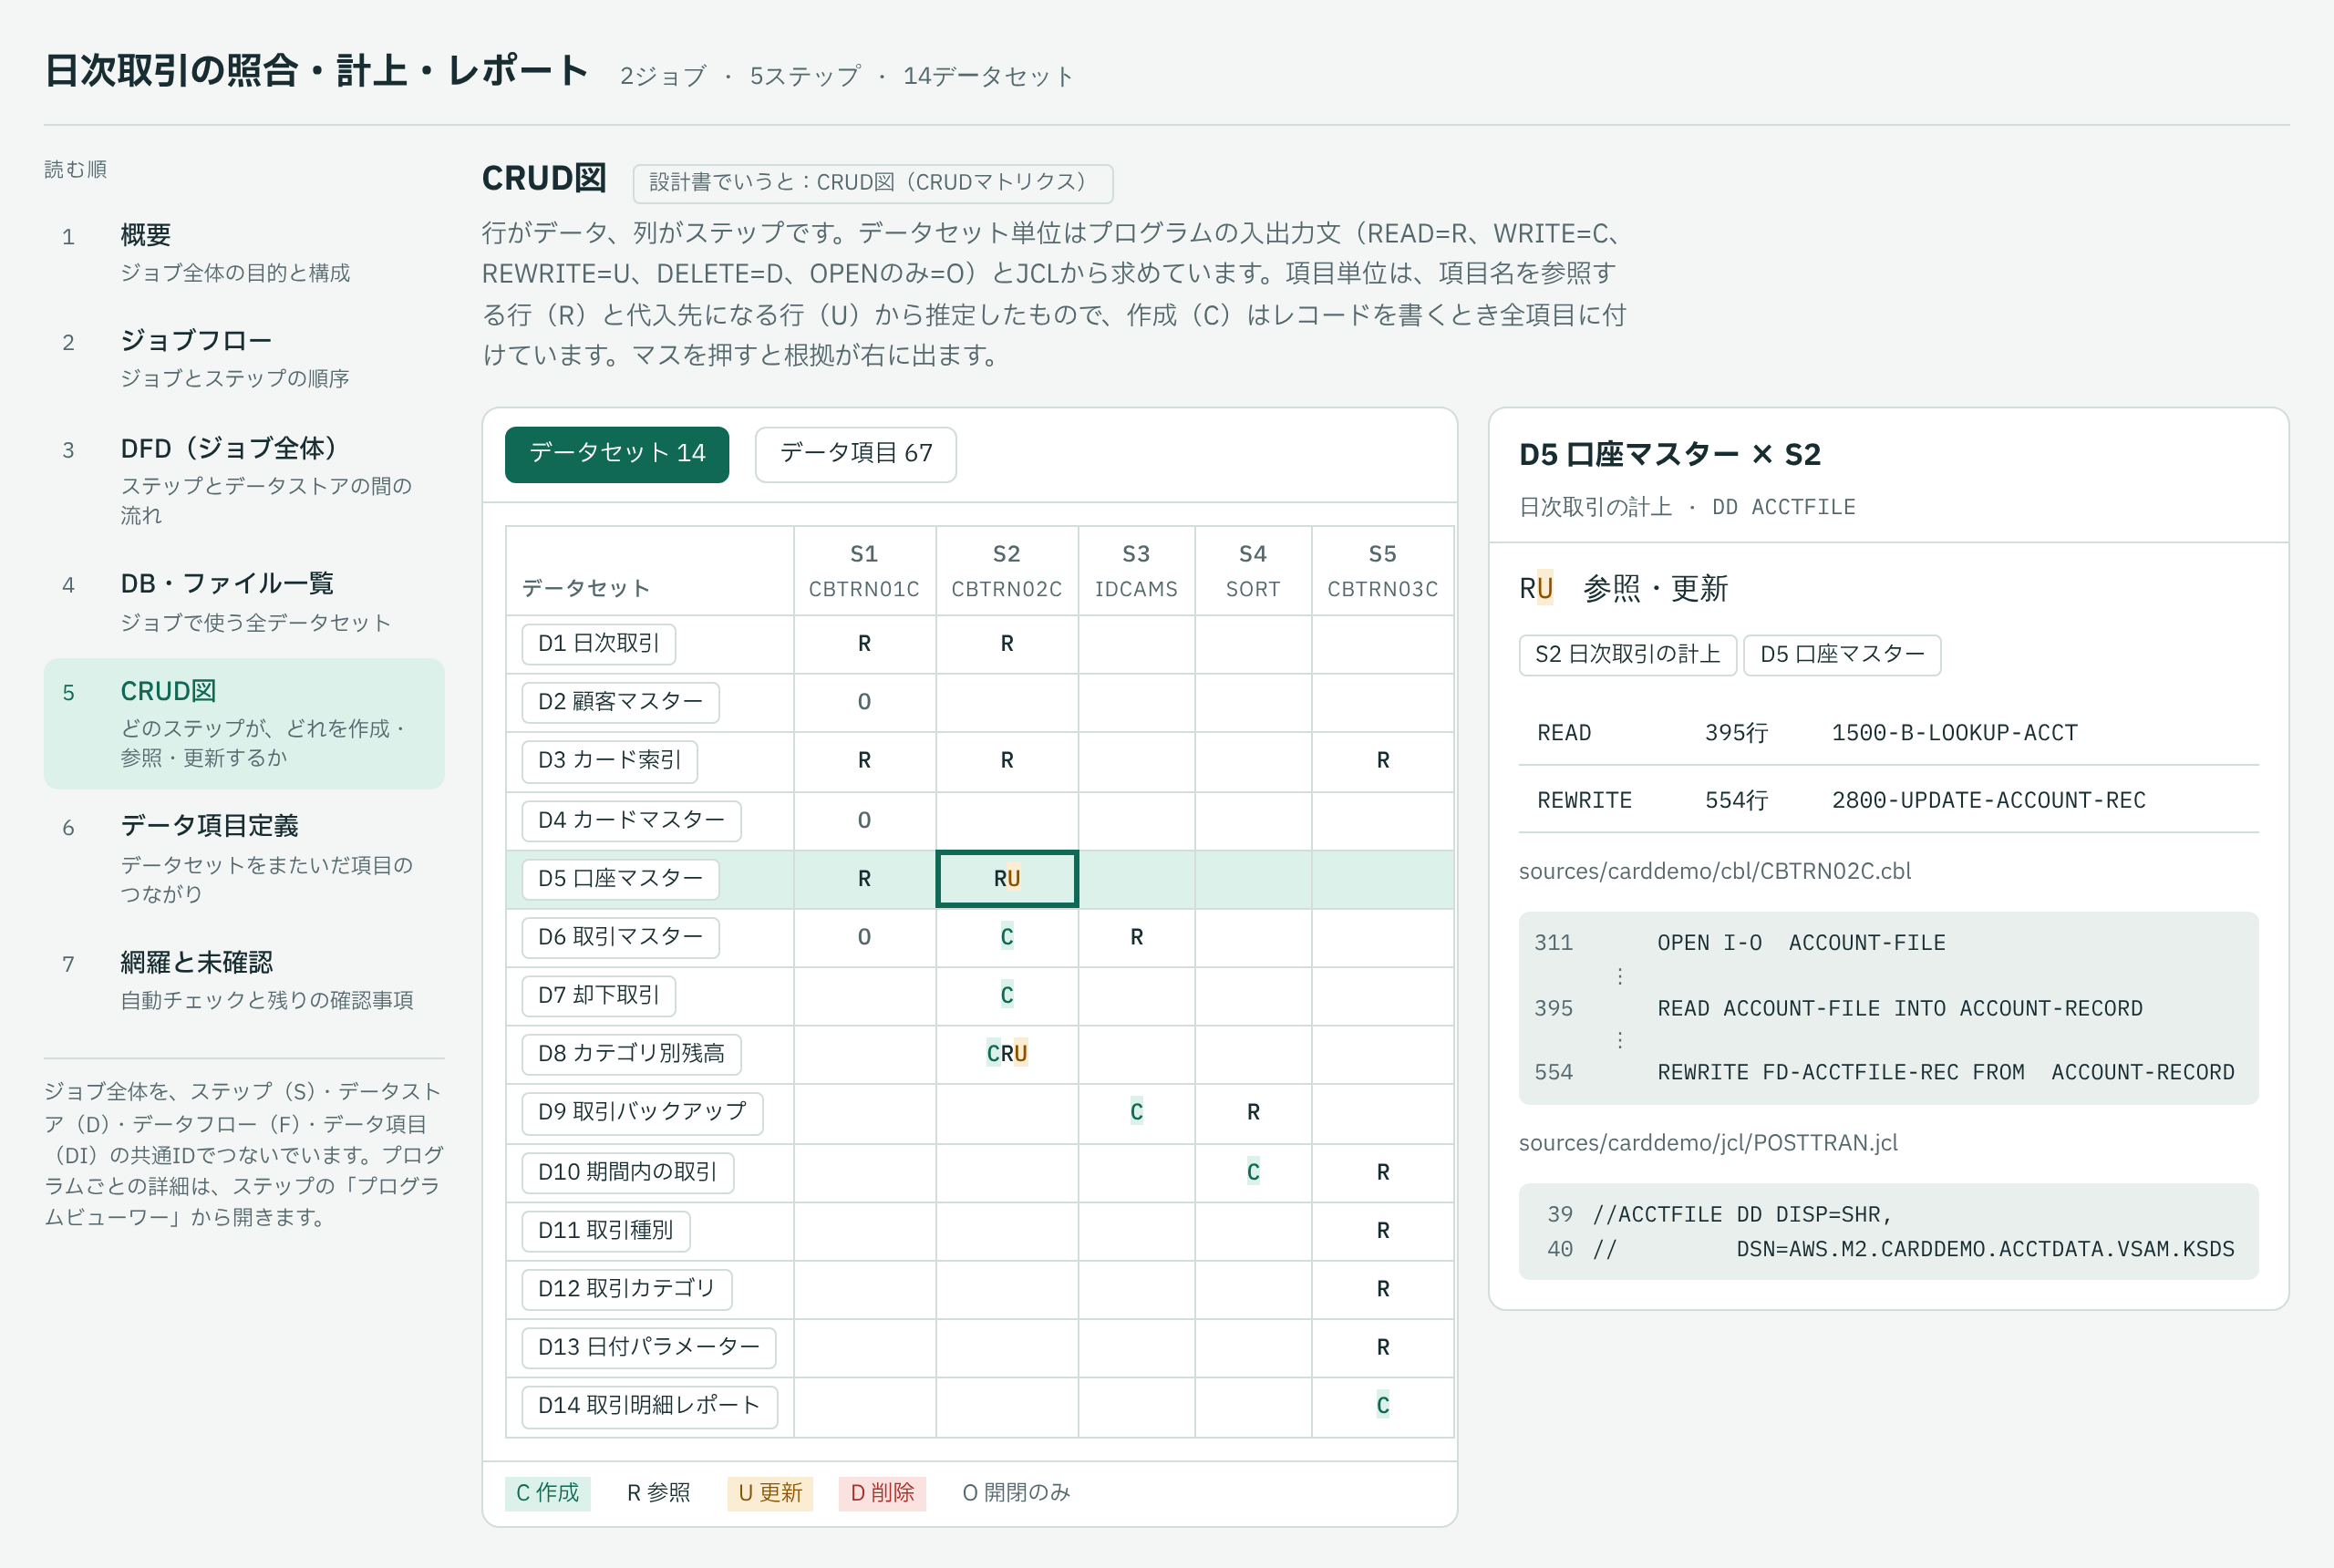 日次取引の照合・計上・レポート 2ジョブ · 5ステップ · 14データセット
読む順
1 概要
ジョブ全体の目的と構成
2 ジョブフロー
ジョブとステップの順序
3 DFD（ジョブ全体）
ステップとデータストアの間の
流れ
4 DB・ファイル一覧
ジョブで使う全データセット
5 CRUD図
どのステップが、どれを作成・
参照・更新するか
6 データ項目定義
データセットをまたいだ項目の
つながり
7 網羅と未確認
自動チェックと残りの確認事項
ジョブ全体を、ステップ（S）・データスト
ア（D）・データフロー（F）・データ項目
（DI）の共通IDでつないでいます。プログ
ラムごとの詳細は、ステップの「プログラ
ムビューワー」から開きます。
CRUD図 設計書でいうと：CRUD図（CRUDマトリクス）
行がデータ、列がステップです。データセット単位はプログラムの入出力文（READ=R、WRITE=C、
REWRITE=U、DELETE=D、OPENのみ=O）とJCLから求めています。項目単位は、項目名を参照す
る行（R）と代入先になる行（U）から推定したもので、作成（C）はレコードを書くとき全項目に付
けています。マスを押すと根拠が右に出ます。
データセット 14 データ項目 67
S1 S2 S3 S4 S5
データセット CBTRN01C CBTRN02C IDCAMS SORT CBTRN03C
D1 日次取引 R R
D2 顧客マスター O
D3 カード索引 R R R
D4 カードマスター O
D5 口座マスター R RU
D6 取引マスター O C R
D7 却下取引 C
D8 カテゴリ別残高 CRU
D9 取引バックアップ C R
D10 期間内の取引 C R
D11 取引種別 R
D12 取引カテゴリ R
D13 日付パラメーター R
D14 取引明細レポート C
C 作成 R 参照 U 更新 D 削除 O 開閉のみ
D5 口座マスター × S2
日次取引の計上 · DD ACCTFILE
RU 参照・更新
S2 日次取引の計上 D5 口座マスター
READ 395行 1500-B-LOOKUP-ACCT
REWRITE 554行 2800-UPDATE-ACCOUNT-REC
sources/carddemo/cbl/CBTRN02C.cbl
311 OPEN I-O  ACCOUNT-FILE
⋮
395 READ ACCOUNT-FILE INTO ACCOUNT-RECORD
⋮
554 REWRITE FD-ACCTFILE-REC FROM  ACCOUNT-RECORD
sources/carddemo/jcl/POSTTRAN.jcl
39 //ACCTFILE DD DISP=SHR,
40 //         DSN=AWS.M2.CARDDEMO.ACCTDATA.VSAM.KSDS